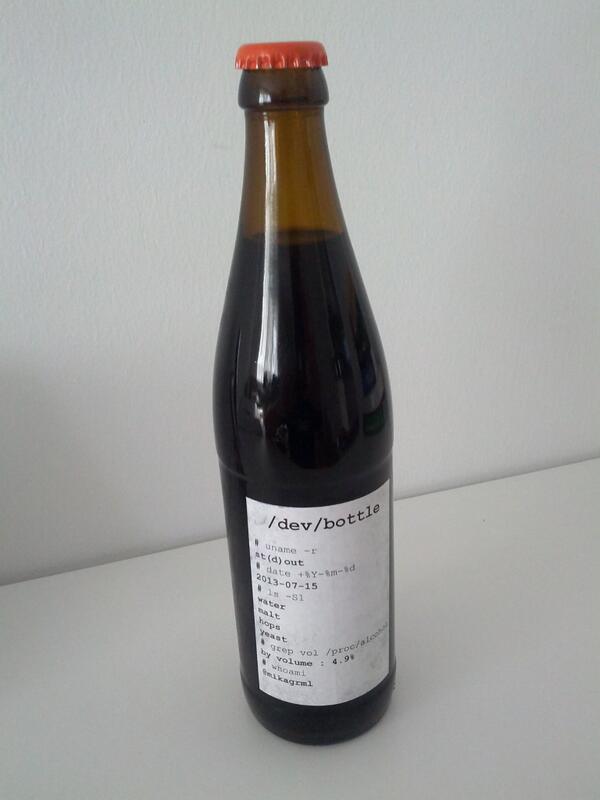 /dev/bottle
# uname -r
st(d)out
# date +%Y-%m-%d
2013-07-15
# ls -S1
water
malt
hops
yeast
# grep vol /proc/alcohol
by volume : 4.9%
# whoami
@mikagrml